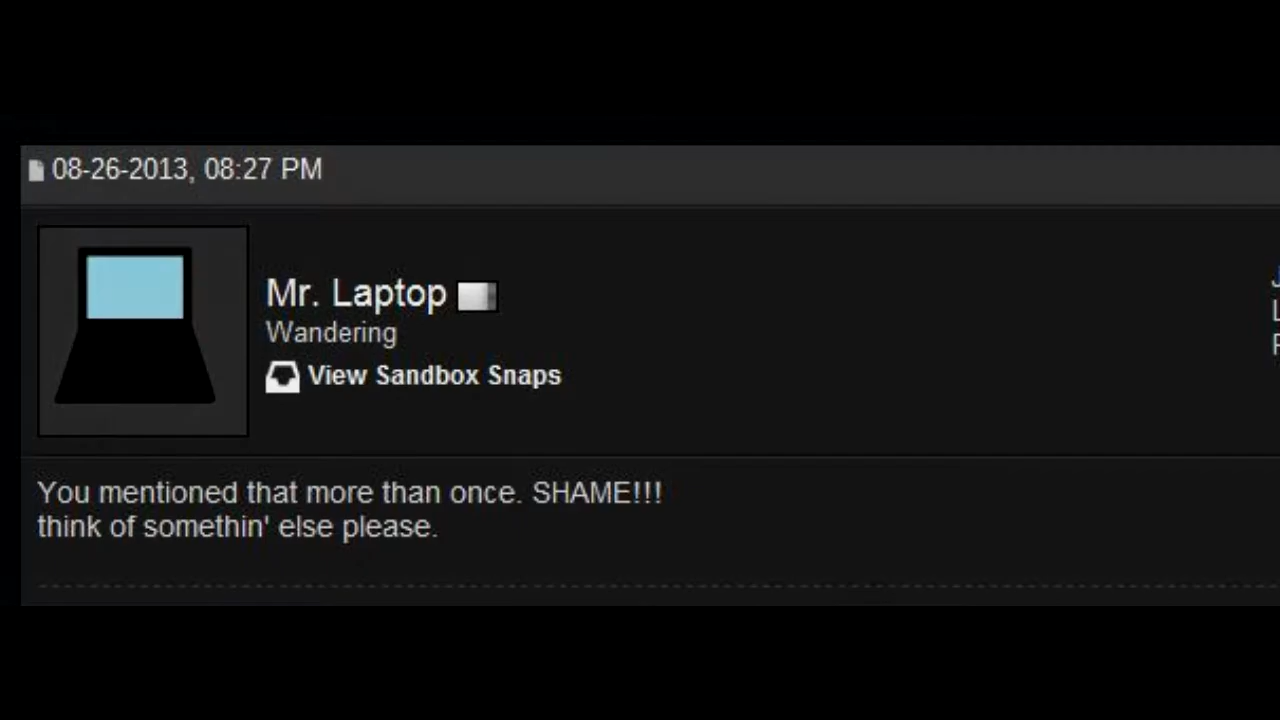 08-26-2013, 08:27 PM
Mr. Laptop
Wandering
View Sandbox Snaps
You mentioned that more than once. SHAME!!!
think of somethin' else please.